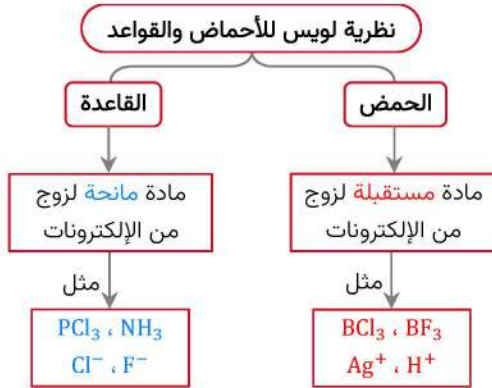 نظرية لويس للأحماض والقواعد
الحمض
القاعدة
مادة مستقبلة لزوج
من الإلكترونات
مادة مانحة لزوج
من الإلكترونات
مثل
مثل
BCl₃ ، BF₃
Ag⁺ ، H⁺
PCl₃ ، NH₃
Cl⁻ ، F⁻